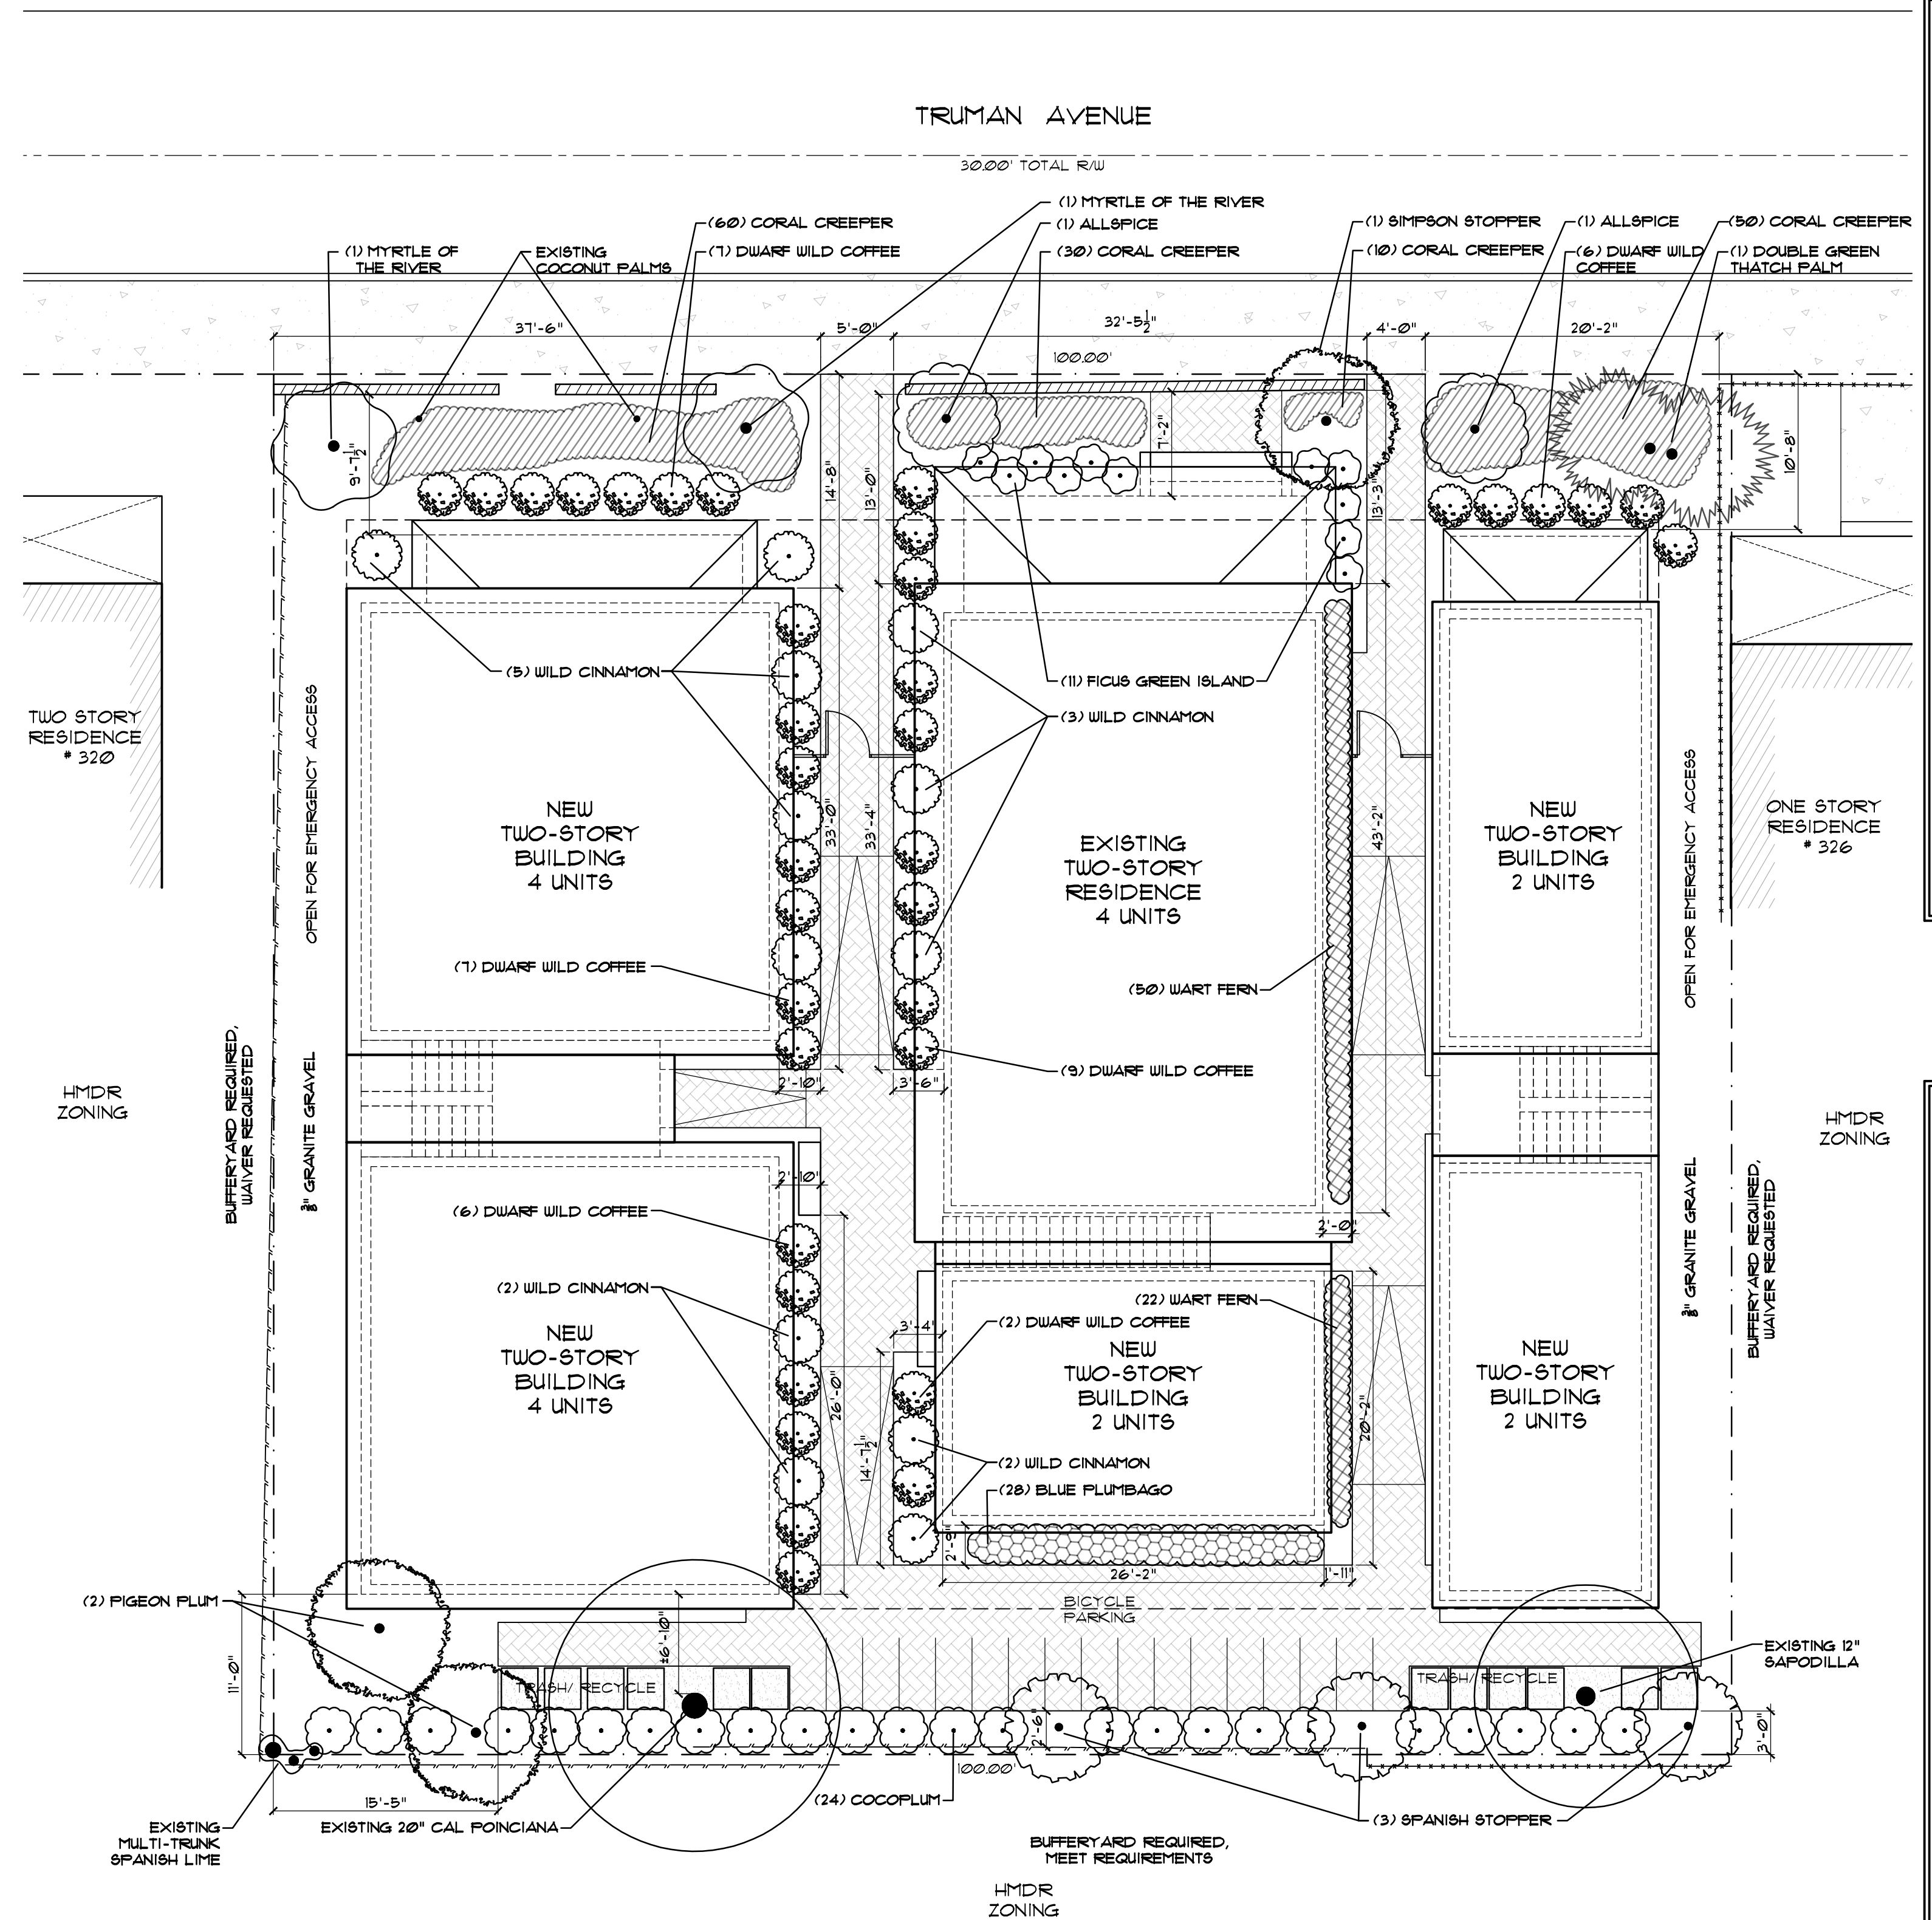 TRUMAN AVENUE
30.00' TOTAL R/W
(1) MYRTLE OF THE RIVER
(60) CORAL CREEPER
(1) ALLSPICE
(1) SIMPSON STOPPER
(1) ALLSPICE
(50) CORAL CREEPER
(1) MYRTLE OF
THE RIVER
EXISTING
COCONUT PALMS
(7) DWARF WILD COFFEE
(30) CORAL CREEPER
(10) CORAL CREEPER
(6) DWARF WILD
COFFEE
(1) DOUBLE GREEN
THATCH PALM
37'-6"
5'-0"
32'-5½"
4'-0"
20'-2"
100.00'
9'-7½"
14'-8"
13'-0"
7'-2"
13'-3"
10'-8"
(5) WILD CINNAMON
(11) FICUS GREEN ISLAND
(3) WILD CINNAMON
TWO STORY
RESIDENCE
# 320
OPEN FOR EMERGENCY ACCESS
NEW
TWO-STORY
BUILDING
4 UNITS
33'-0"
33'-4"
EXISTING
TWO-STORY
RESIDENCE
4 UNITS
43'-2"
NEW
TWO-STORY
BUILDING
2 UNITS
OPEN FOR EMERGENCY ACCESS
ONE STORY
RESIDENCE
# 326
(7) DWARF WILD COFFEE
(50) WART FERN
(9) DWARF WILD COFFEE
2'-10"
3'-6"
HMDR
ZONING
BUFFERYARD REQUIRED,
WAIVER REQUESTED
⅜" GRANITE GRAVEL
HMDR
ZONING
2'-10"
(6) DWARF WILD COFFEE
2'-0"
⅜" GRANITE GRAVEL
BUFFERYARD REQUIRED,
WAIVER REQUESTED
(2) WILD CINNAMON
(22) WART FERN
3'-4"
(2) DWARF WILD COFFEE
NEW
TWO-STORY
BUILDING
4 UNITS
NEW
TWO-STORY
BUILDING
2 UNITS
NEW
TWO-STORY
BUILDING
2 UNITS
26'-0"
14'-7½"
20'-2"
(2) WILD CINNAMON
(28) BLUE PLUMBAGO
2'-9"
26'-2"
1'-11"
(2) PIGEON PLUM
BICYCLE
PARKING
±6'-10"
11'-0"
EXISTING 12"
SAPODILLA
TRASH/ RECYCLE
TRASH/ RECYCLE
2'-6"
3'-0"
100.00'
15'-5"
(24) COCOPLUM
(3) SPANISH STOPPER
EXISTING
MULTI-TRUNK
SPANISH LIME
EXISTING 20" CAL POINCIANA
BUFFERYARD REQUIRED,
MEET REQUIREMENTS
HMDR
ZONING